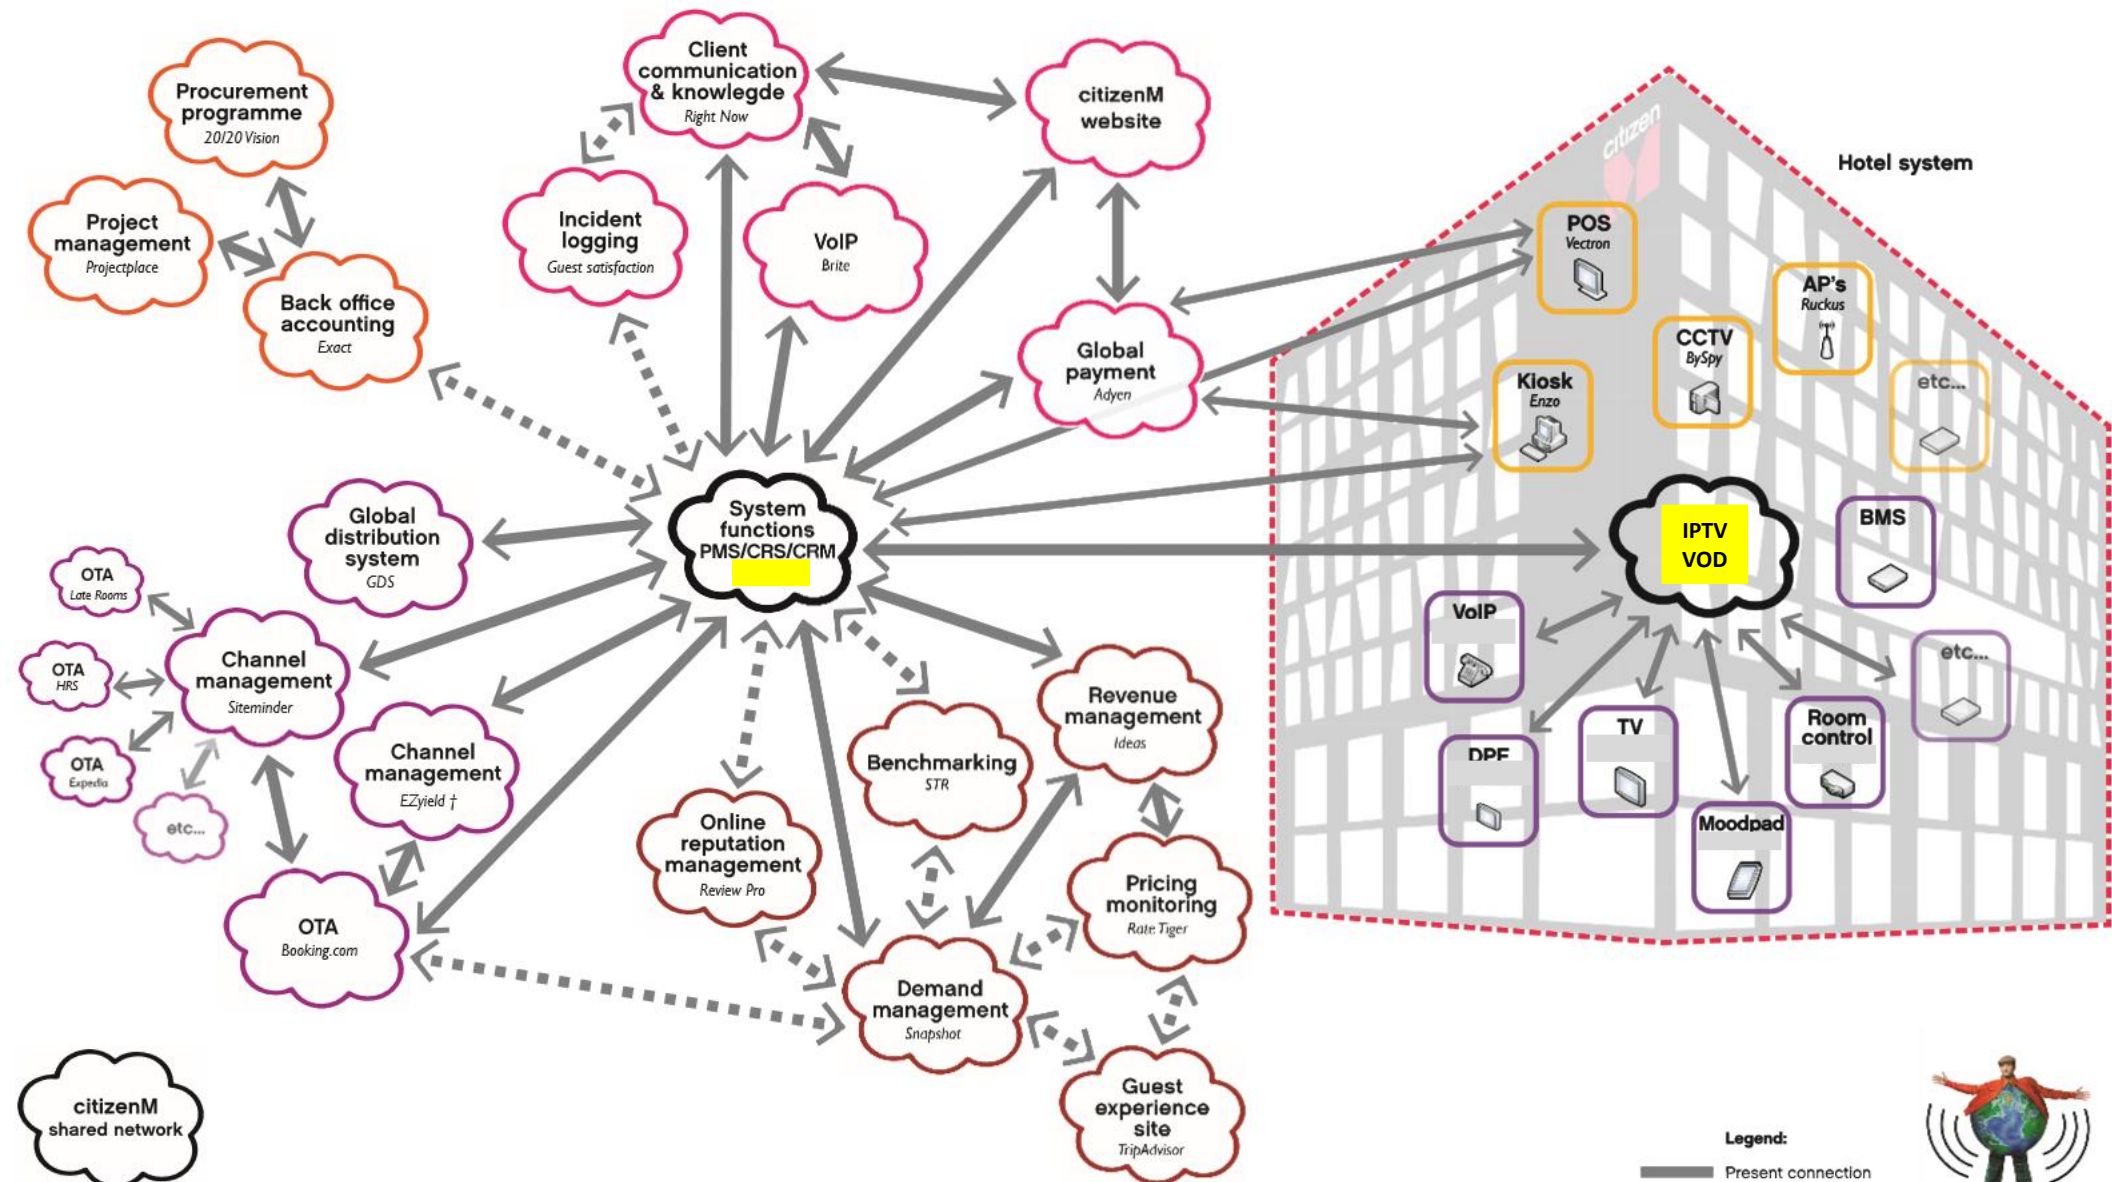 Procurement
programme
20/20 Vision
Project
management
Projectplace
Back office
accounting
Exact
Client
communication
& knowlegde
Right Now
citizenM
website
Incident
logging
Guest satisfaction
VoIP
Brite
Global
payment
Adyen
System
functions
PMS/CRS/CRM
Global
distribution
system
GDS
OTA
Late Rooms
OTA
HRS
OTA
Expedia
etc...
Channel
management
Siteminder
Channel
management
EZyield †
OTA
Booking.com
Online
reputation
management
Review Pro
Benchmarking
STR
Revenue
management
Ideas
Pricing
monitoring
Rate Tiger
Demand
management
Snapshot
Guest
experience
site
TripAdvisor
citizenM
shared network
Hotel system
citizen
POS
Vectron
AP's
Ruckus
CCTV
BySpy
Kiosk
Enzo
etc...
IPTV
VOD
BMS
VoIP
etc...
DPF
TV
Room
control
Moodpad
Legend:
Present connection